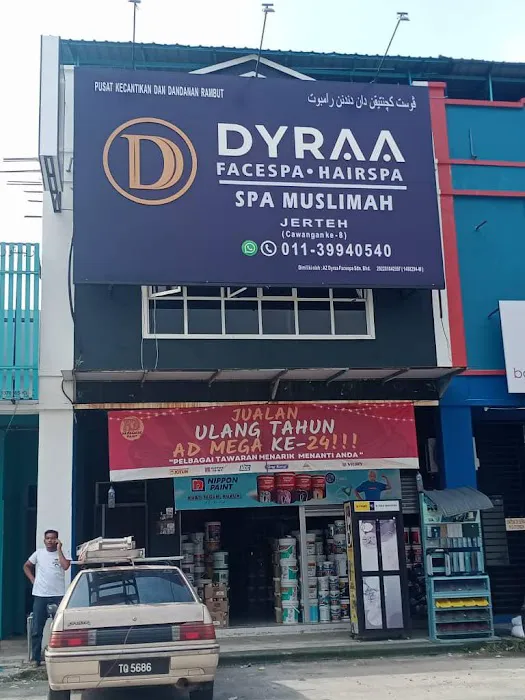 PUSAT KECANTIKAN DAN DANDANAN RAMBUT
فوست کچنتيقن دان دندنن رامبوت
D
DYRAA
FACESPA • HAIRSPA
SPA MUSLIMAH
JERTEH
(Cawangan ke - 8)
011-39940540
JUALAN
ULANG TAHUN
AD MEGA KE-24!!!
"PELBAGAI TAWARAN MENARIK MENANTI ANDA"
NIPPON
PAINT
TQ 5686